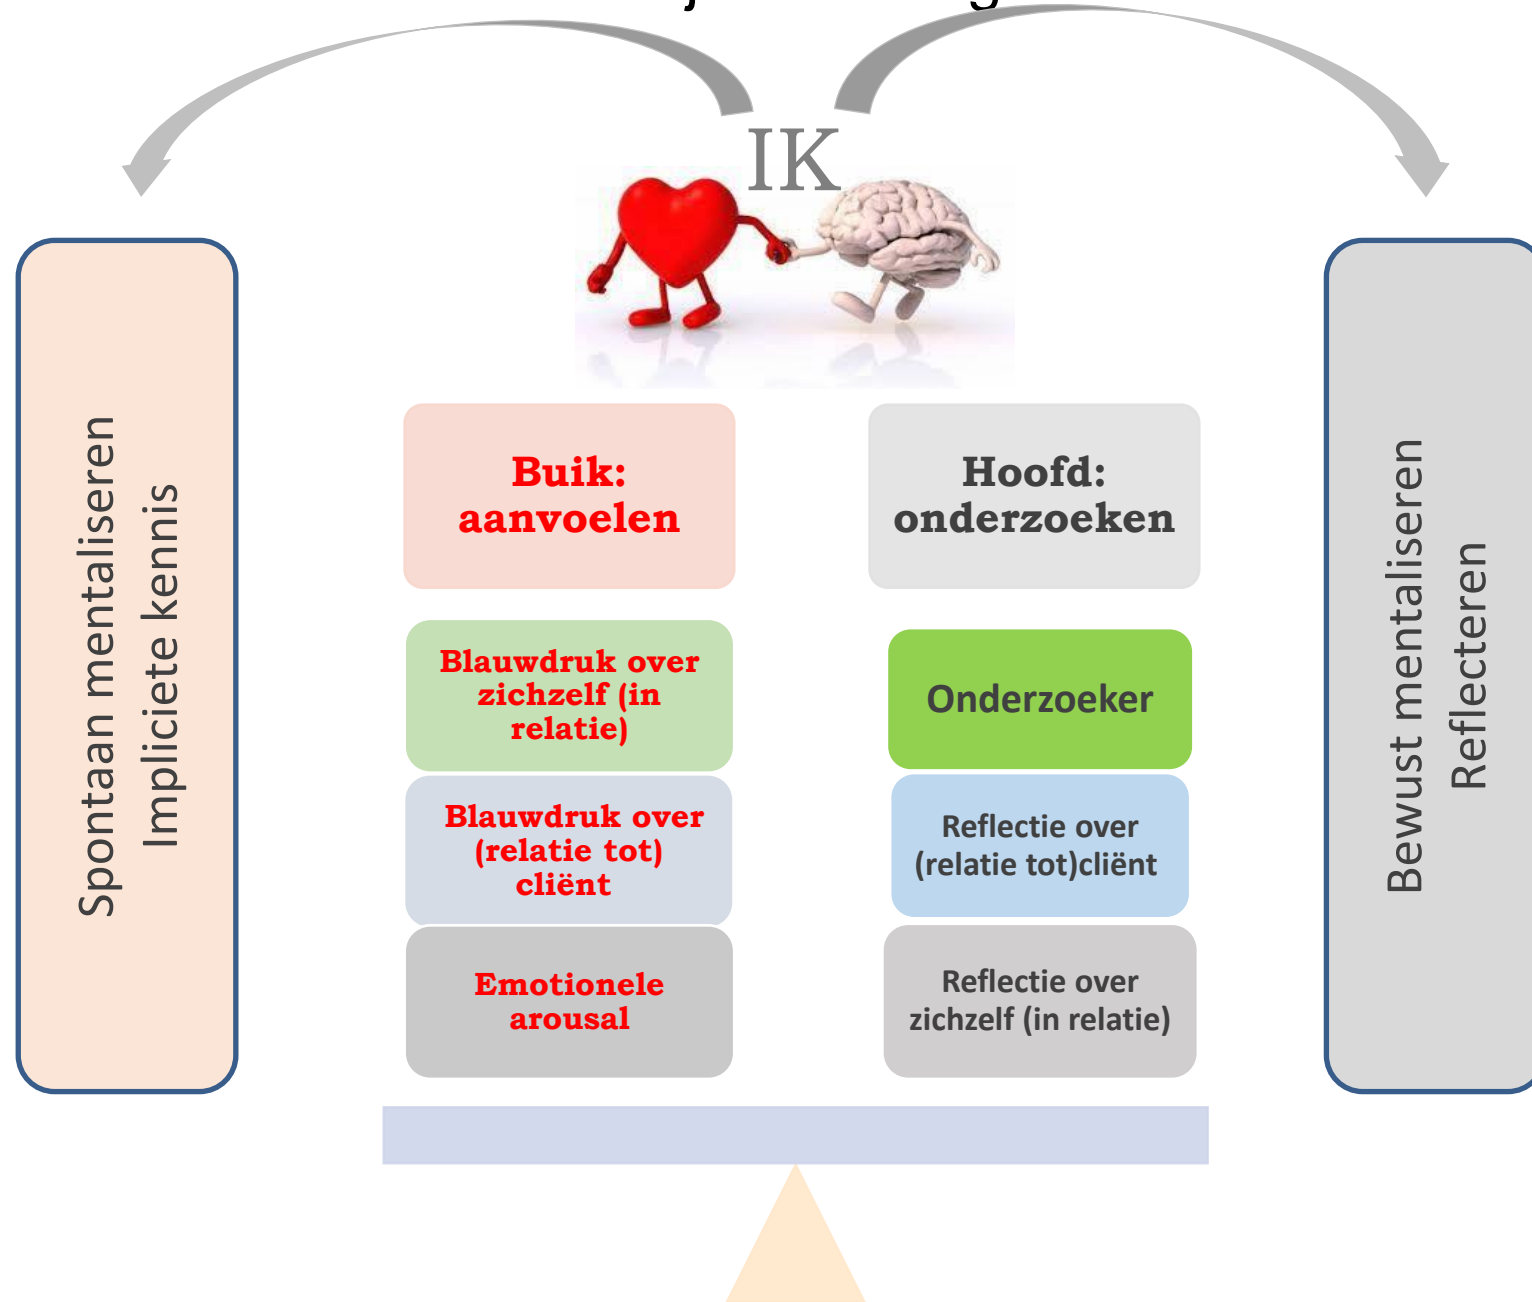 IK
Spontaan mentaliseren
Impliciete kennis
Buik:
aanvoelen
Blauwdruk over
zichzelf (in
relatie)
Blauwdruk over
(relatie tot)
cliënt
Emotionele
arousal
Hoofd:
onderzoeken
Onderzoeker
Reflectie over
(relatie tot)cliënt
Reflectie over
zichzelf (in relatie)
Bewust mentaliseren
Reflecteren